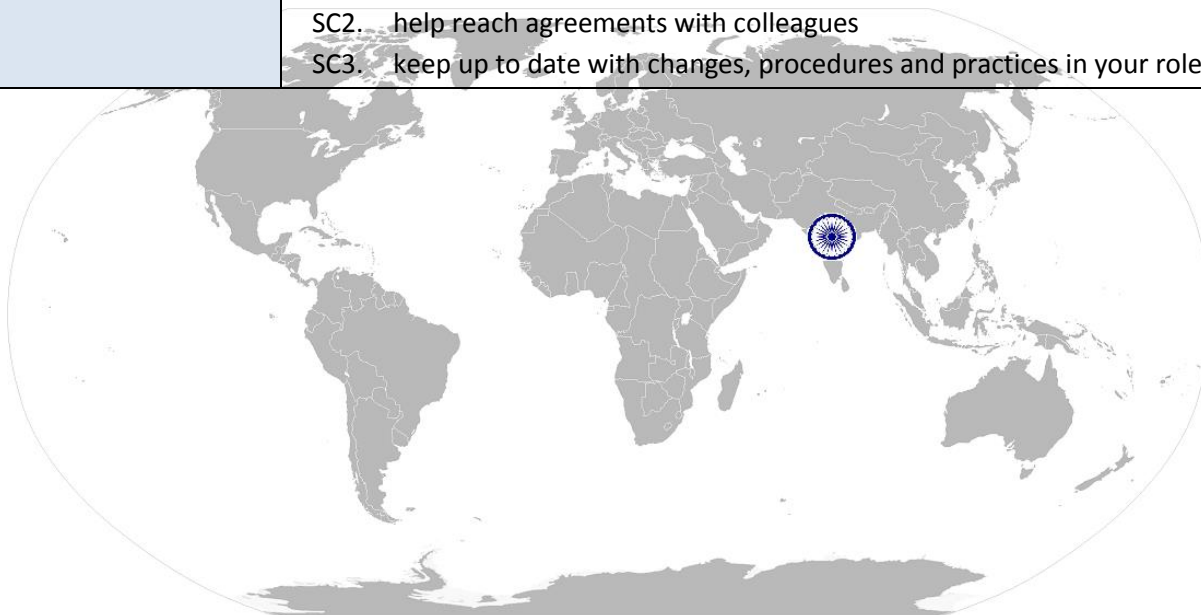 SC2. help reach agreements with colleagues
SC3. keep up to date with changes, procedures and practices in your role